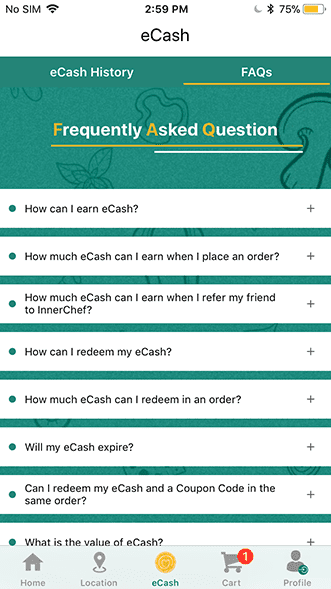 No SIM 2:59 PM 75%
eCash
eCash History FAQs
Frequently Asked Question
How can I earn eCash? +
How much eCash can I earn when I place an order? +
How much eCash can I earn when I refer my friend
to InnerChef? +
How can I redeem my eCash? +
How much eCash can I redeem in an order? +
Will my eCash expire? +
Can I redeem my eCash and a Coupon Code in the
same order? +
What is the value of eCash? +
1
Home Location eCash Cart Profile